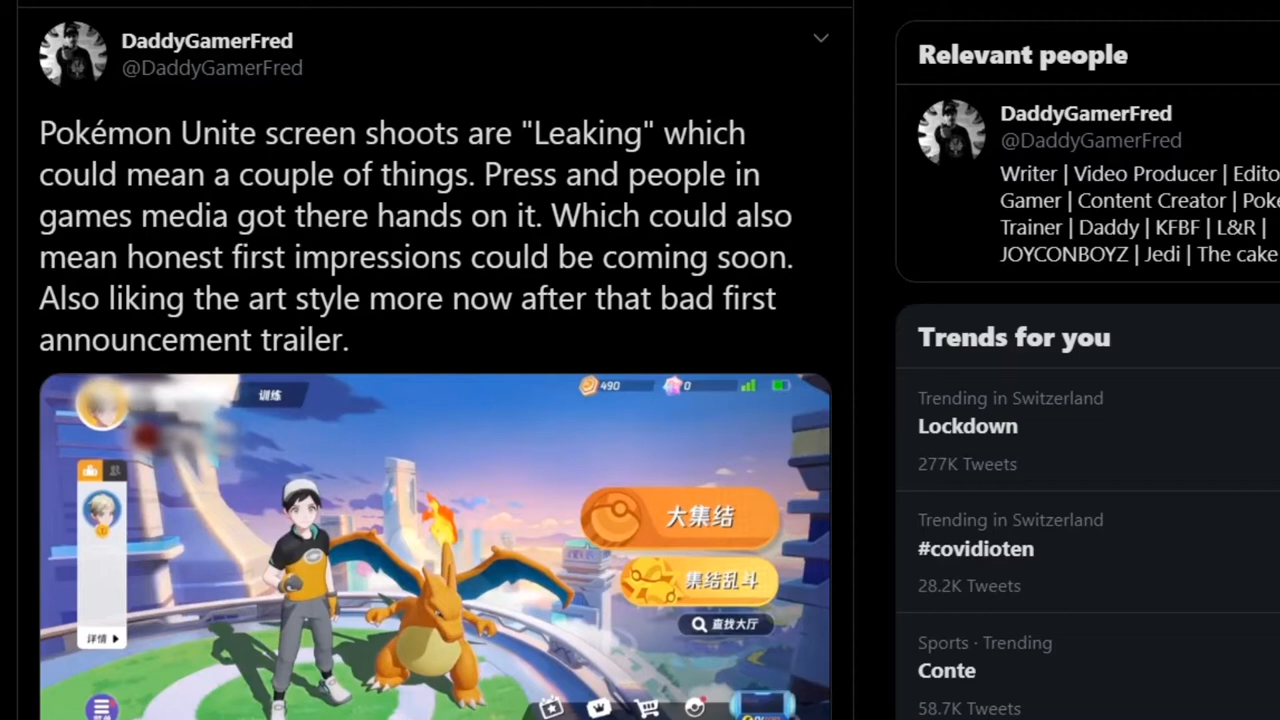 DaddyGamerFred
@DaddyGamerFred
Pokémon Unite screen shoots are "Leaking" which
could mean a couple of things. Press and people in
games media got there hands on it. Which could also
mean honest first impressions could be coming soon.
Also liking the art style more now after that bad first
announcement trailer.
训练
490
0
大集结
集结乱斗
查找大厅
详情
Relevant people
DaddyGamerFred
@DaddyGamerFred
Writer | Video Producer | Edito
Gamer | Content Creator | Poké
Trainer | Daddy | KFBF | L&R |
JOYCONBOYZ | Jedi | The cake
Trends for you
Trending in Switzerland
Lockdown
277K Tweets
Trending in Switzerland
#covidioten
28.2K Tweets
Sports · Trending
Conte
58.7K Tweets